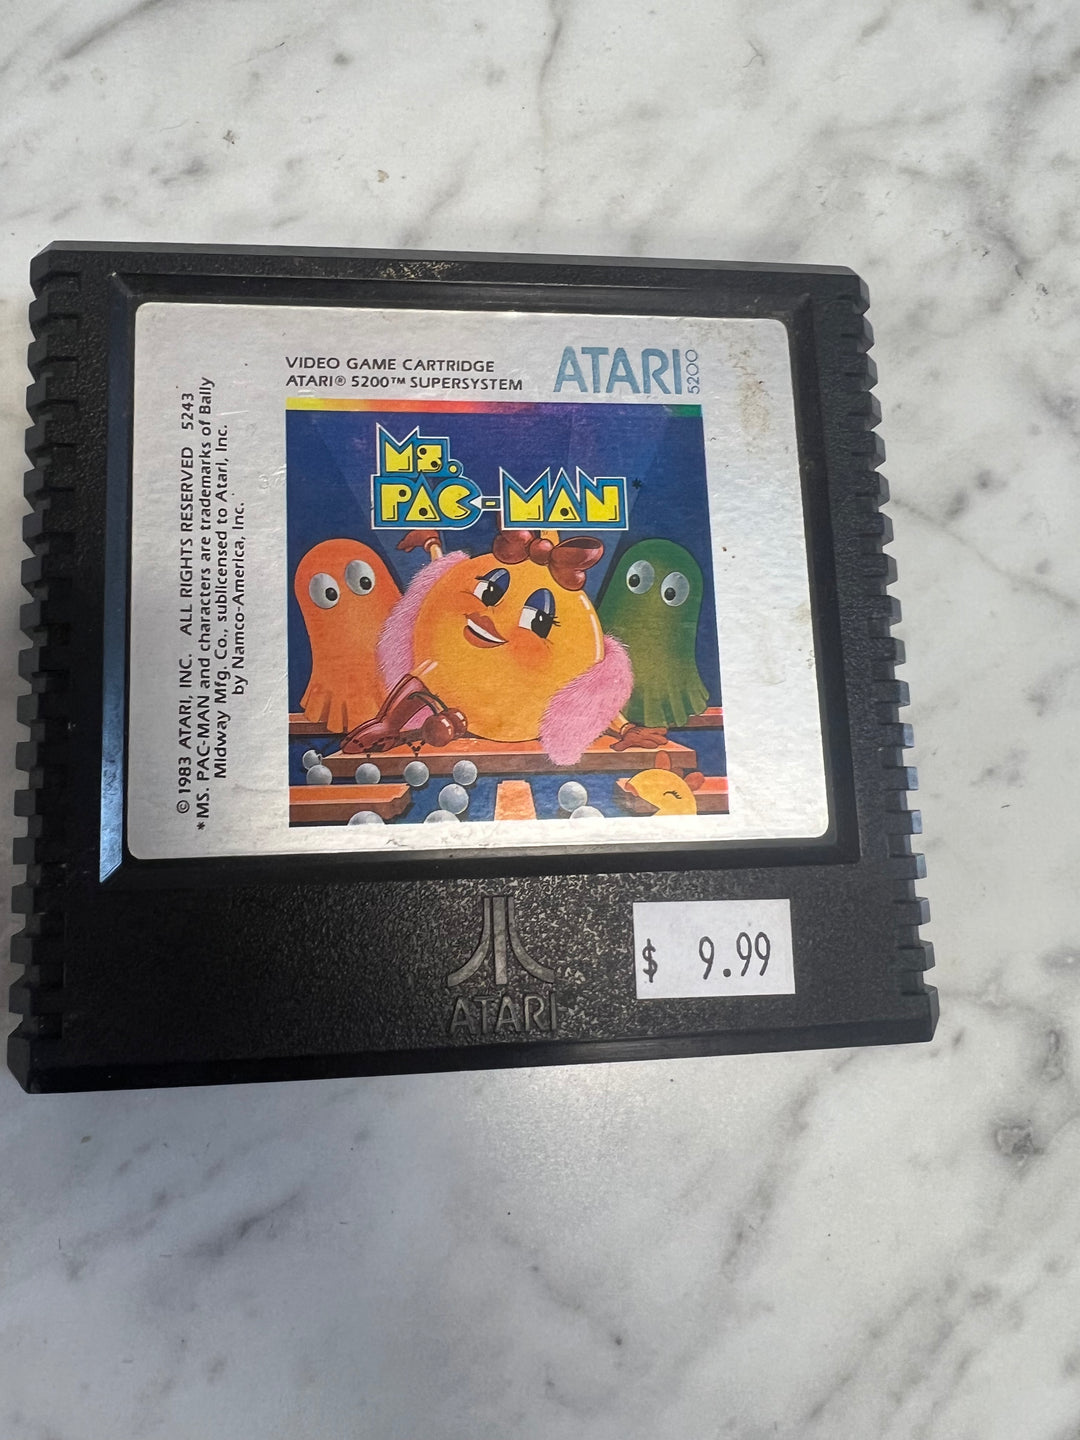 VIDEO GAME CARTRIDGE
ATARI® 5200™ SUPERSYSTEM
ATARI
5200
Ms.
PAC-MAN*
© 1983 ATARI, INC. ALL RIGHTS RESERVED 5243
*MS. PAC-MAN and characters are trademarks of Bally
Midway Mfg. Co., sublicensed to Atari, Inc.
by Namco-America, Inc.
ATARI
$ 9.99